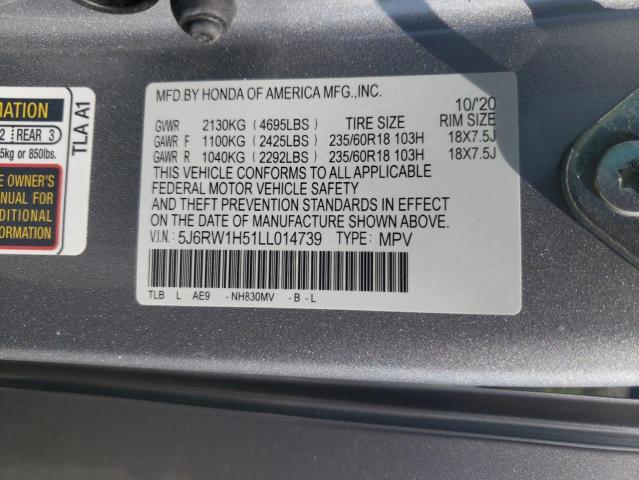 MFD.BY HONDA OF AMERICA MFG.,INC. 10/'20
GVWR 2130KG (4695LBS) TIRE SIZE RIM SIZE
GAWR F 1100KG (2425LBS) 235/60R18 103H 18X7.5J
GAWR R 1040KG (2292LBS) 235/60R18 103H 18X7.5J
THIS VEHICLE CONFORMS TO ALL APPLICABLE
FEDERAL MOTOR VEHICLE SAFETY
AND THEFT PREVENTION STANDARDS IN EFFECT
ON THE DATE OF MANUFACTURE SHOWN ABOVE.
V.I.N.: 5J6RW1H51LL014739 TYPE: MPV
TLB L AE9 -NH830MV -B-L
MATION
2 REAR 3
5kg or 850lbs.
E OWNER'S
NUAL FOR
DITIONAL
ORMATION
TLA A1